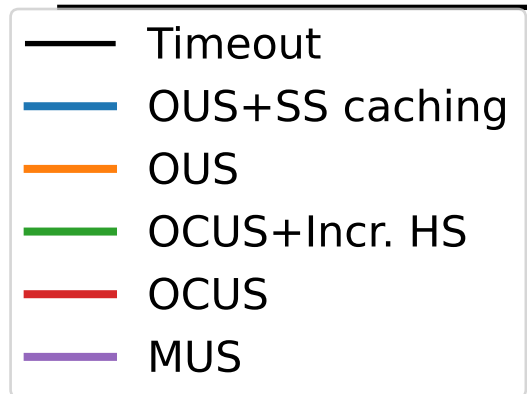 Timeout
OUS+SS caching
OUS
OCUS+Incr. HS
OCUS
MUS